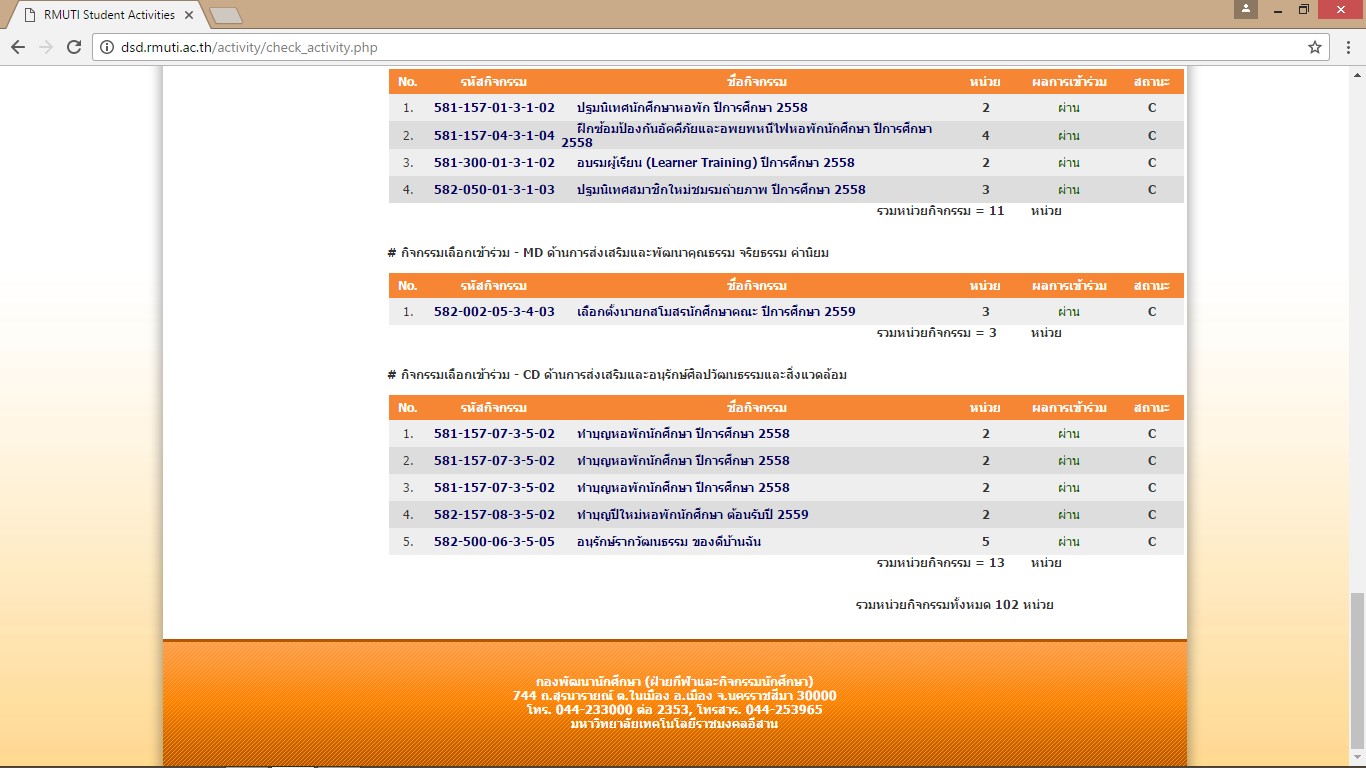 RMUTI Student Activities
dsd.rmuti.ac.th/activity/check_activity.php
No. รหัสกิจกรรม ชื่อกิจกรรม หน่วย ผลการเข้าร่วม สถานะ
1. 581-157-01-3-1-02 ปฐมนิเทศนักศึกษาหอพัก ปีการศึกษา 2558 2 ผ่าน C
2. 581-157-04-3-1-04 ฝึกซ้อมป้องกันอัคคีภัยและอพยพหนีไฟหอพักนักศึกษา ปีการศึกษา 4 ผ่าน C
2558
3. 581-300-01-3-1-02 อบรมผู้เรียน (Learner Training) ปีการศึกษา 2558 2 ผ่าน C
4. 582-050-01-3-1-03 ปฐมนิเทศสมาชิกใหม่ชมรมถ่ายภาพ ปีการศึกษา 2558 3 ผ่าน C
รวมหน่วยกิจกรรม = 11 หน่วย
# กิจกรรมเลือกเข้าร่วม - MD ด้านการส่งเสริมและพัฒนาคุณธรรม จริยธรรม ค่านิยม
No. รหัสกิจกรรม ชื่อกิจกรรม หน่วย ผลการเข้าร่วม สถานะ
1. 582-002-05-3-4-03 เลือกตั้งนายกสโมสรนักศึกษาคณะ ปีการศึกษา 2559 3 ผ่าน C
รวมหน่วยกิจกรรม = 3 หน่วย
# กิจกรรมเลือกเข้าร่วม - CD ด้านการส่งเสริมและอนุรักษ์ศิลปวัฒนธรรมและสิ่งแวดล้อม
No. รหัสกิจกรรม ชื่อกิจกรรม หน่วย ผลการเข้าร่วม สถานะ
1. 581-157-07-3-5-02 ทำบุญหอพักนักศึกษา ปีการศึกษา 2558 2 ผ่าน C
2. 581-157-07-3-5-02 ทำบุญหอพักนักศึกษา ปีการศึกษา 2558 2 ผ่าน C
3. 581-157-07-3-5-02 ทำบุญหอพักนักศึกษา ปีการศึกษา 2558 2 ผ่าน C
4. 582-157-08-3-5-02 ทำบุญปีใหม่หอพักนักศึกษา ต้อนรับปี 2559 2 ผ่าน C
5. 582-500-06-3-5-05 อนุรักษ์รากวัฒนธรรม ของดีบ้านฉัน 5 ผ่าน C
รวมหน่วยกิจกรรม = 13 หน่วย
รวมหน่วยกิจกรรมทั้งหมด 102 หน่วย
กองพัฒนานักศึกษา (ฝ่ายกีฬาและกิจกรรมนักศึกษา)
744 ถ.สุรนารายณ์ ต.ในเมือง อ.เมือง จ.นครราชสีมา 30000
โทร. 044-233000 ต่อ 2353, โทรสาร. 044-253965
มหาวิทยาลัยเทคโนโลยีราชมงคลอีสาน